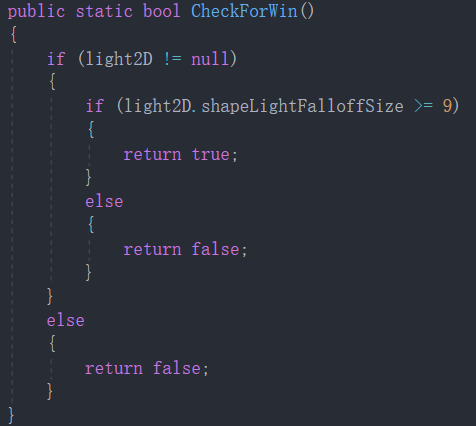 public static bool CheckForWin()
{
    if (light2D != null)
    {
        if (light2D.shapeLightFalloffSize >= 9)
        {
            return true;
        }
        else
        {
            return false;
        }
    }
    else
    {
        return false;
    }
}